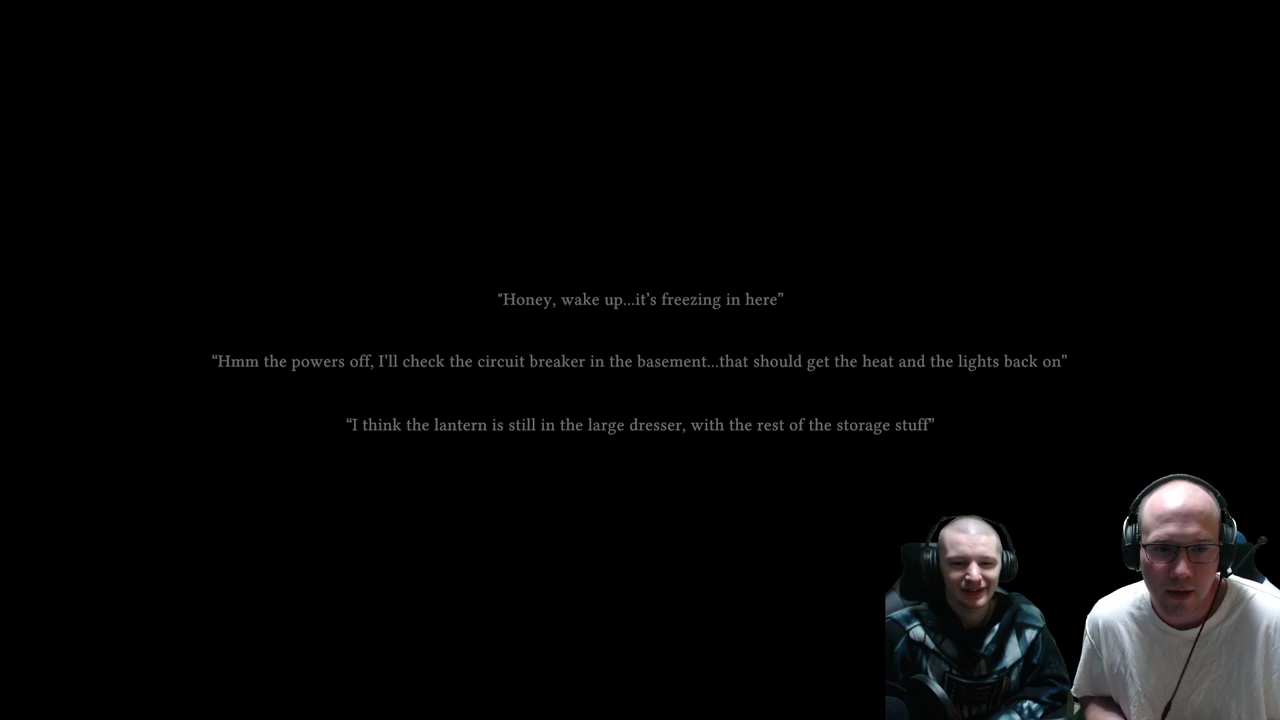 "Honey, wake up...it’s freezing in here”
“Hmm the powers off, I’ll check the circuit breaker in the basement...that should get the heat and the lights back on”
“I think the lantern is still in the large dresser, with the rest of the storage stuff”